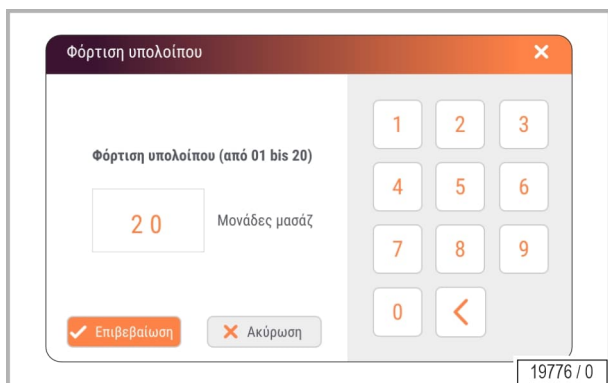 Φόρτιση υπολοίπου
Φόρτιση υπολοίπου (από 01 bis 20)
2 0 Μονάδες μασάζ
Επιβεβαίωση Ακύρωση
1 2 3
4 5 6
7 8 9
0
19776 / 0